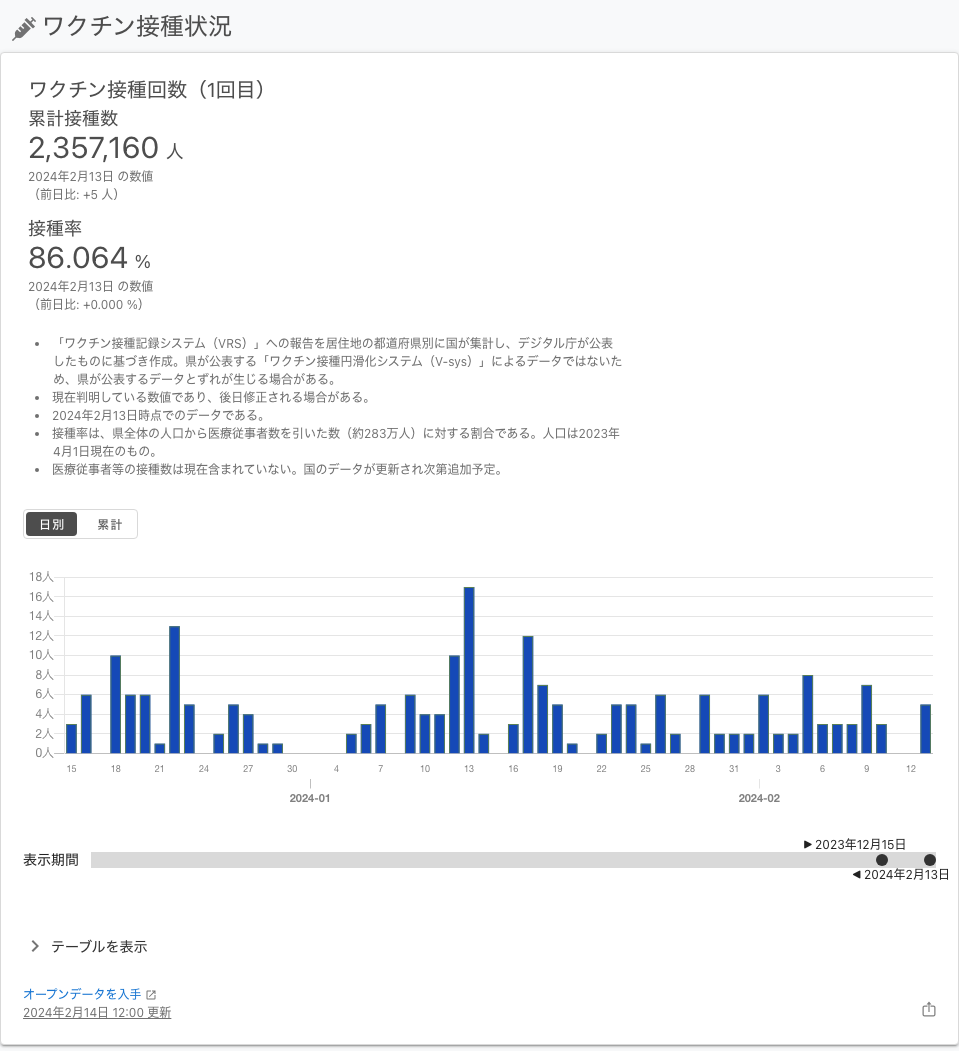 ワクチン接種状況
ワクチン接種回数（1回目）
累計接種数
2,357,160 人
2024年2月13日 の数値
（前日比: +5 人）
接種率
86.064 %
2024年2月13日 の数値
（前日比: +0.000 %）
• 「ワクチン接種記録システム（VRS）」への報告を居住地の都道府県別に国が集計し、デジタル庁が公表
したものに基づき作成。県が公表する「ワクチン接種円滑化システム（V-sys）」によるデータではないた
め、県が公表するデータとずれが生じる場合がある。
• 現在判明している数値であり、後日修正される場合がある。
• 2024年2月13日時点でのデータである。
• 接種率は、県全体の人口から医療従事者数を引いた数（約283万人）に対する割合である。人口は2023年
4月1日現在のもの。
• 医療従事者等の接種数は現在含まれていない。国のデータが更新され次第追加予定。
日別 累計
18人
16人
14人
12人
10人
8人
6人
4人
2人
0人
15 18 21 24 27 30 4 7 10 13 16 19 22 25 28 31 3 6 9 12
2024-01 2024-02
▶ 2023年12月15日
表示期間
◀ 2024年2月13日
テーブルを表示
オープンデータを入手
2024年2月14日 12:00 更新